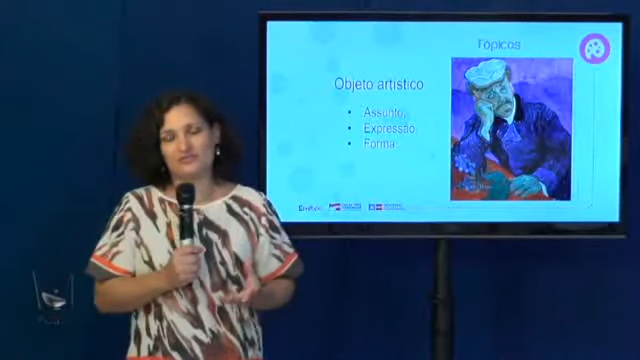 Tópicos
Objeto artístico
• Assunto,
• Expressão,
• Forma.